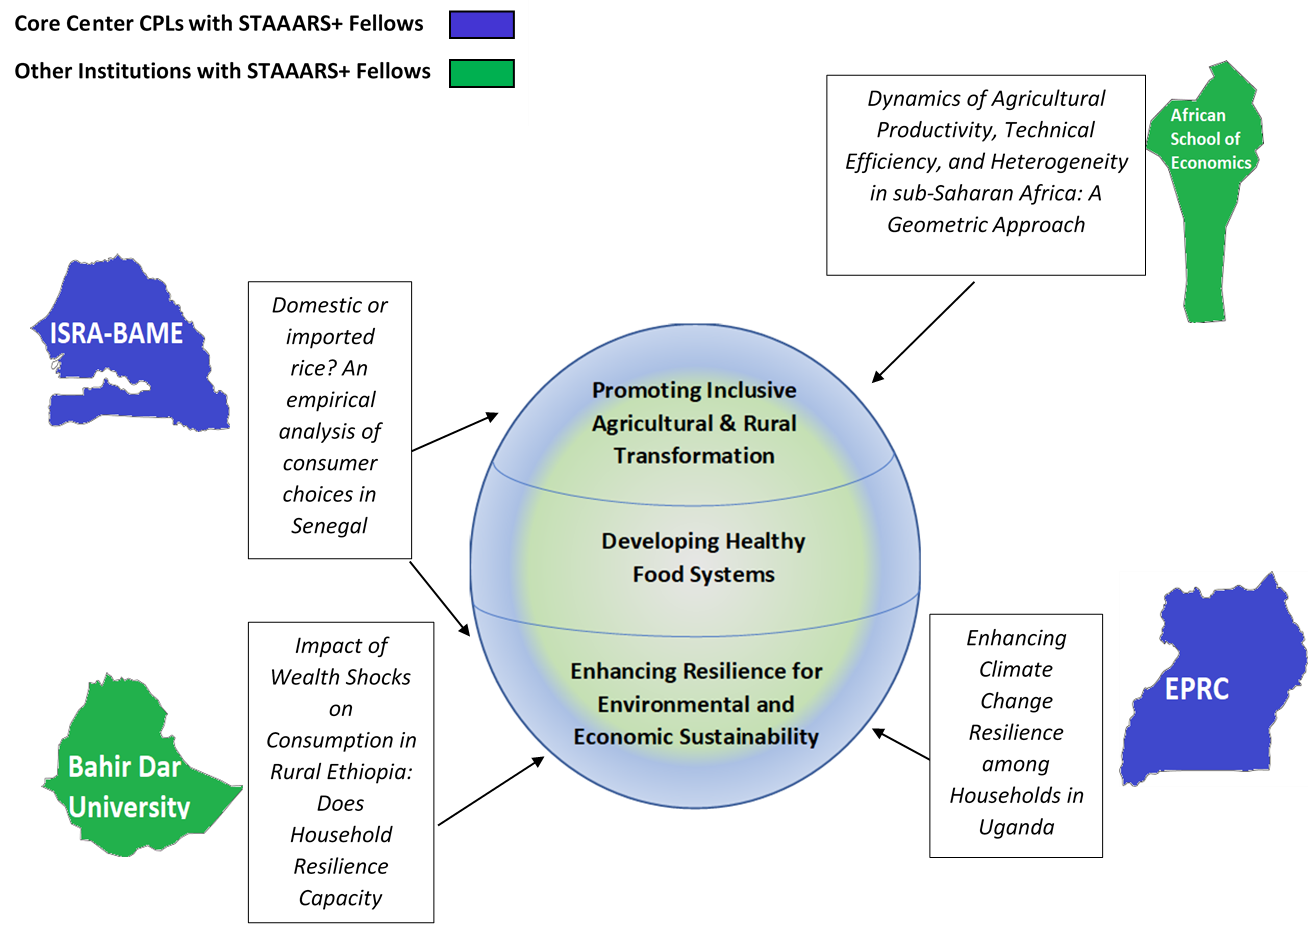 Core Center CPLs with STAAARS+ Fellows
Other Institutions with STAAARS+ Fellows
Dynamics of Agricultural
Productivity, Technical
Efficiency, and Heterogeneity
in sub-Saharan Africa: A
Geometric Approach
African
School of
Economics
ISRA-BAME
Domestic or
imported
rice? An
empirical
analysis of
consumer
choices in
Senegal
Promoting Inclusive
Agricultural & Rural
Transformation
Developing Healthy
Food Systems
Enhancing Resilience for
Environmental and
Economic Sustainability
Bahir Dar
University
Impact of
Wealth Shocks
on
Consumption in
Rural Ethiopia:
Does
Household
Resilience
Capacity
Enhancing
Climate
Change
Resilience
among
Households in
Uganda
EPRC